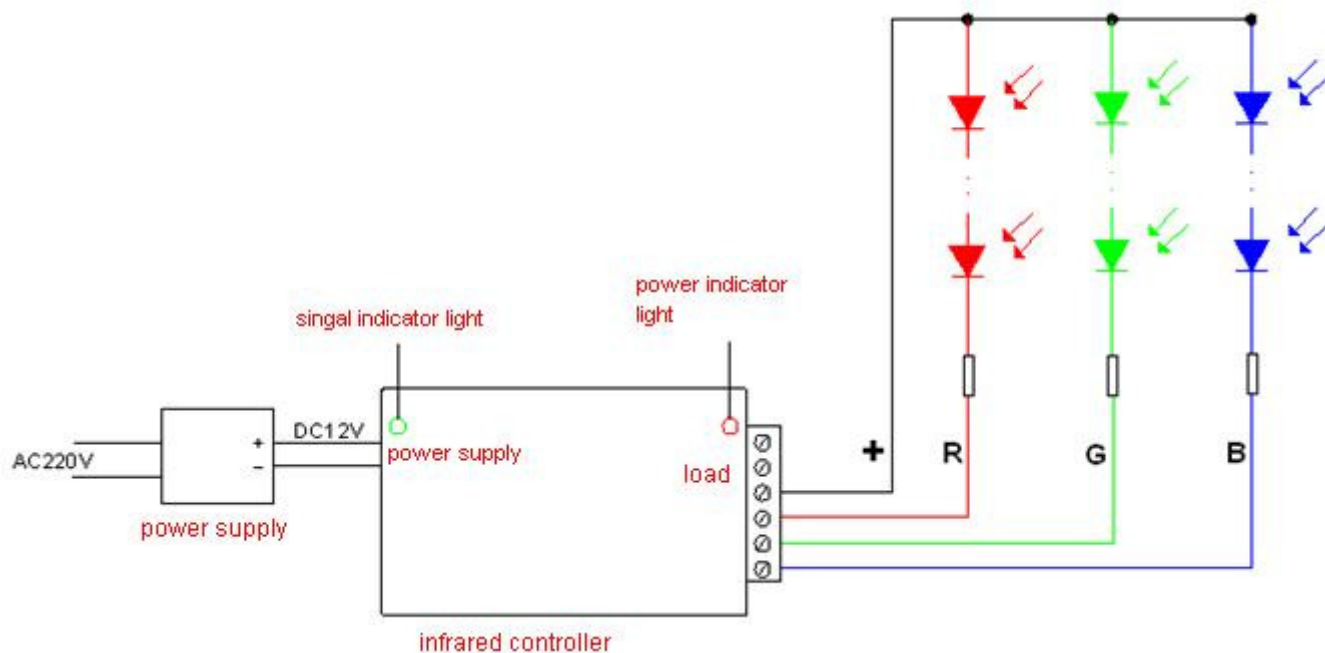 power indicator
light
singal indicator light
DC12V
+
−
AC220V
power supply
power supply
load
+
R
G
B
infrared controller